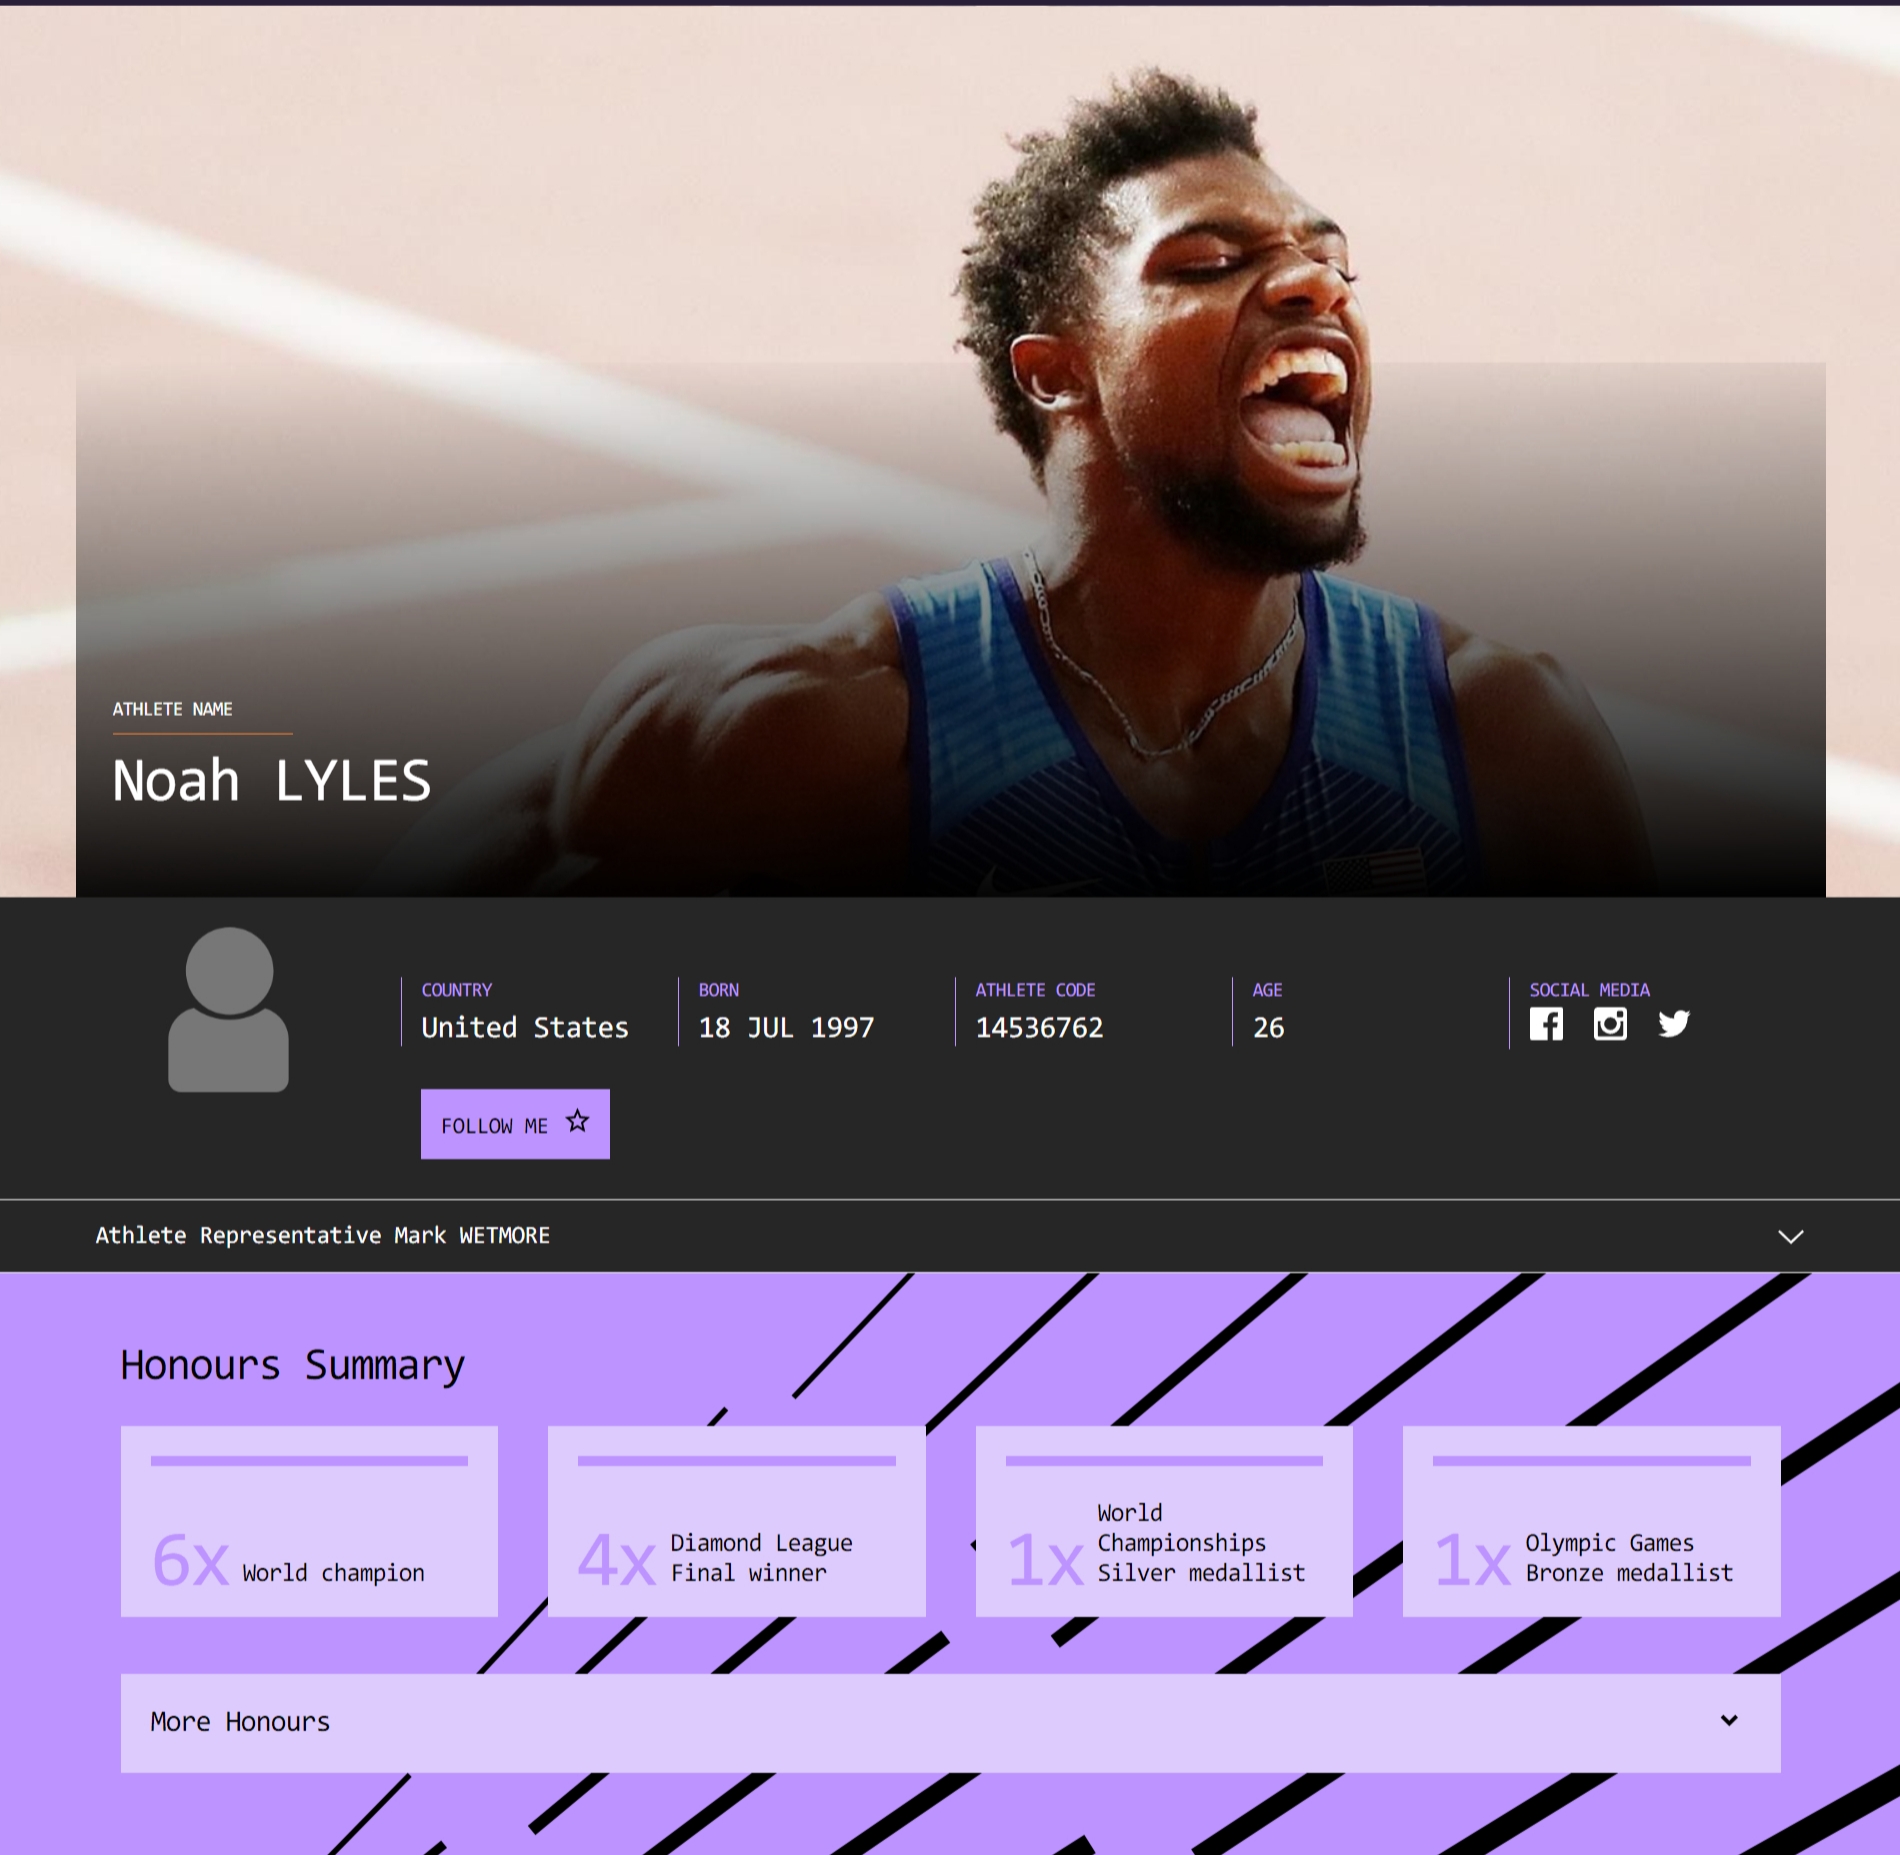 ATHLETE NAME
Noah LYLES
COUNTRY
United States
BORN
18 JUL 1997
ATHLETE CODE
14536762
AGE
26
SOCIAL MEDIA
FOLLOW ME
Athlete Representative Mark WETMORE
Honours Summary
6x World champion
4x Diamond League
Final winner
1x World
Championships
Silver medallist
1x Olympic Games
Bronze medallist
More Honours